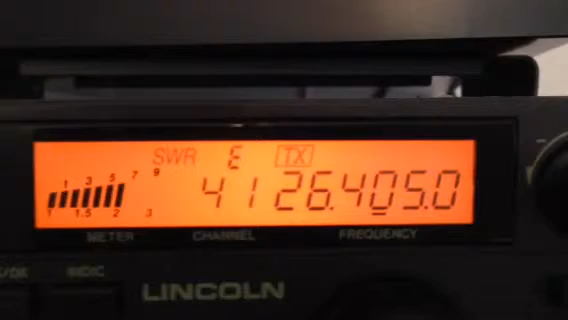 SWR E TX
1 3 5 7 9
41 26.405.0
1 1.5 2 3
METER CHANNEL FREQUENCY
LINCOLN